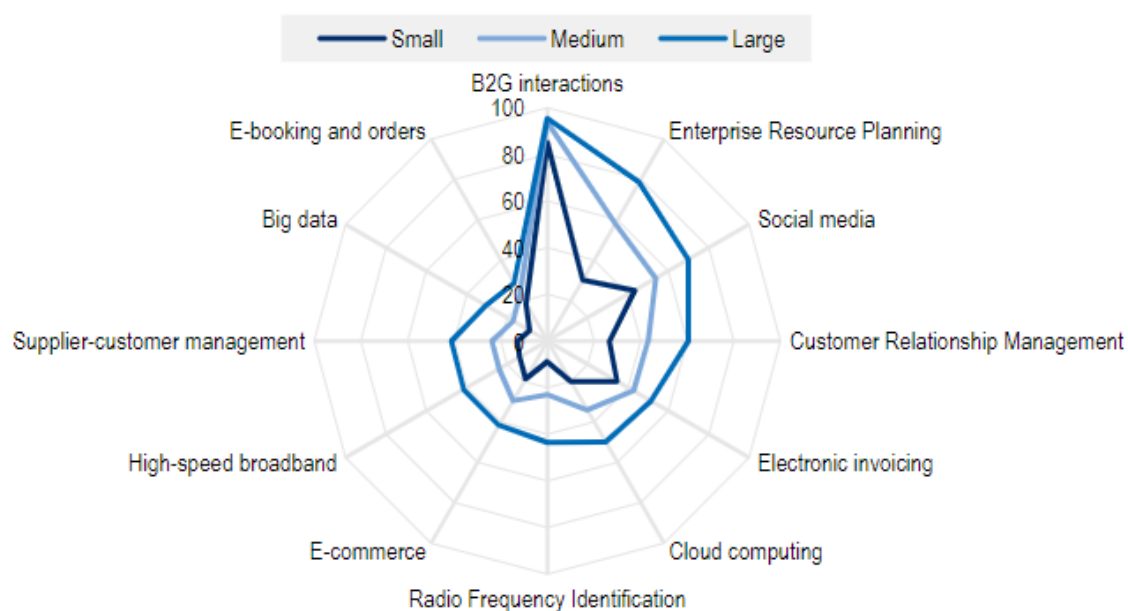 Small Medium Large
B2G interactions
100
E-booking and orders
Enterprise Resource Planning
80
60
Big data
Social media
40
20
Supplier-customer management
0
Customer Relationship Management
High-speed broadband
Electronic invoicing
E-commerce
Cloud computing
Radio Frequency Identification